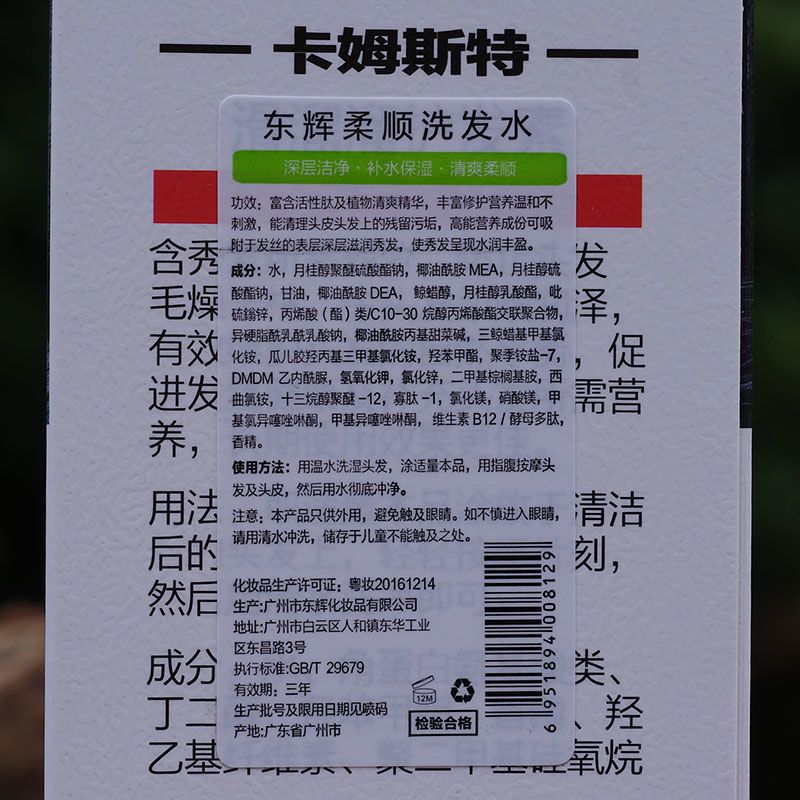 卡姆斯特
东辉柔顺洗发水
深层洁净·补水保湿·清爽柔顺
功效：富含活性肽及植物清爽精华，丰富修护营养温和不
刺激，能清理头皮头发上的残留污垢，高能营养成份可吸
附于发丝的表层深层滋润秀发，使秀发呈现水润丰盈。
成分：水，月桂醇聚醚硫酸酯钠，椰油酰胺 MEA，月桂醇硫
酸酯钠，甘油，椰油酰胺 DEA，鲸蜡醇，月桂醇乳酸酯，吡
硫鎓锌，丙烯酸（酯）类/C10-30 烷醇丙烯酸酯交联聚合物，
异硬脂酰乳酰乳酸钠，椰油酰胺丙基甜菜碱，三鲸蜡基甲基氯
化铵，瓜儿胶羟丙基三甲基氯化铵，羟苯甲酯，聚季铵盐-7，
DMDM 乙内酰脲，氢氧化钾，氯化锌，二甲基棕榈基胺，西
曲氯铵，十三烷醇聚醚 -12，寡肽 -1，氯化镁，硝酸镁，甲
基氯异噻唑啉酮，甲基异噻唑啉酮，维生素 B12 / 酵母多肽，
香精。
使用方法：用温水洗湿头发，涂适量本品，用指腹按摩头
发及头皮，然后用水彻底冲净。
注意：本产品只供外用，避免触及眼睛。如不慎进入眼睛，
请用清水冲洗，储存于儿童不能触及之处。
化妆品生产许可证：粤妆20161214
生产:广州市东辉化妆品有限公司
地址:广州市白云区人和镇东华工业
区东昌路3号
执行标准:GB/T 29679
有效期：三年
生产批号及限用日期见喷码
产地:广东省广州市
12M
检验合格
6951894008129
含秀 发
毛燥 泽，
有效 ，促
进发 需营
养，
用法 清洁
后的 刻，
然后
成分 类、
丁二 、羟
乙基纤维素、聚二甲基硅氧烷